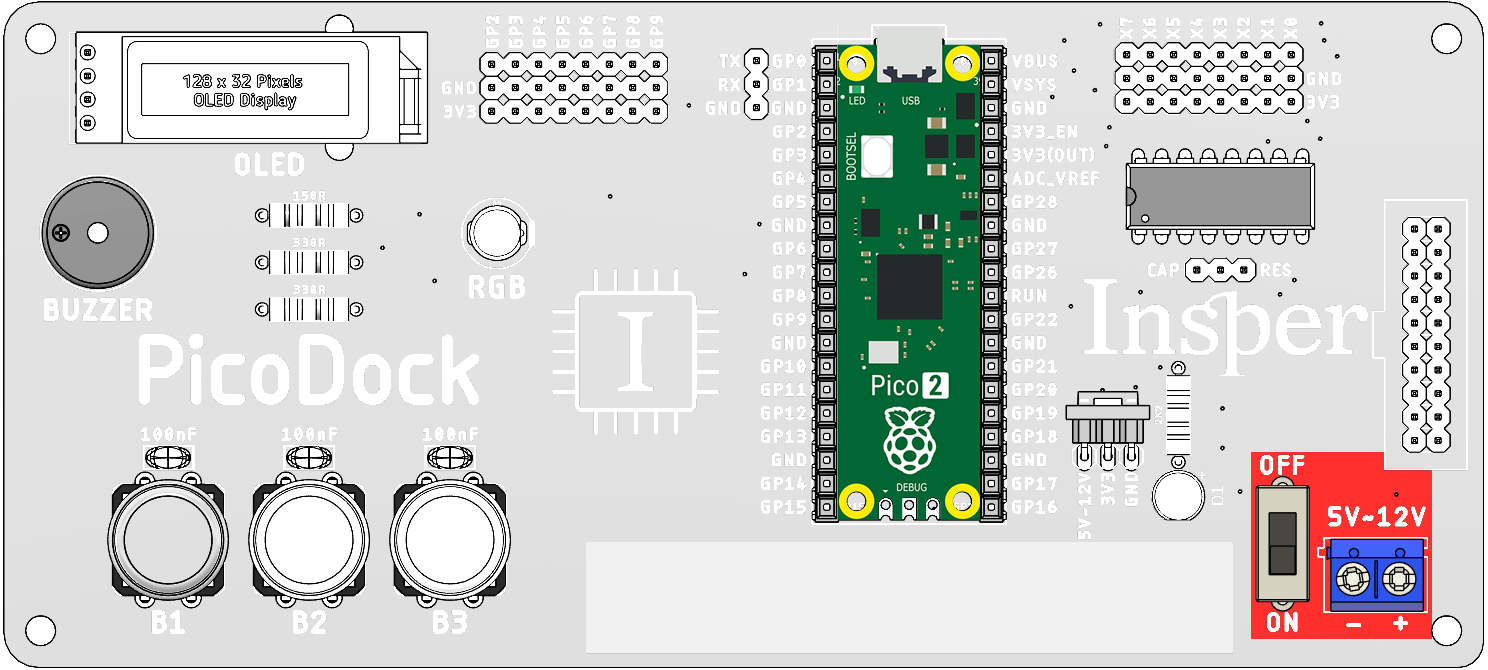 128 x 32 Pixels
OLED Display
OLED
GP2 GP3 GP4 GP5 GP6 GP7 GP8 GP9
GND
3V3
TX
RX
GND
GP0
GP1
GND
GP2
GP3
GP4
GP5
GND
GP6
GP7
GP8
GP9
GND
GP10
GP11
GP12
GP13
GND
GP14
GP15
LED
USB
BOOTSEL
Pico 2
DEBUG
VBUS
VSYS
GND
3V3_EN
3V3(OUT)
ADC_VREF
GP28
GND
GP27
GP26
RUN
GP22
GND
GP21
GP20
GP19
GP18
GND
GP17
GP16
X7 X6 X5 X4 X3 X2 X1 X0
GND
3V3
CAP RES
Insper
BUZZER
150R
330R
330R
RGB
PicoDock
I
100nF 100nF 100nF
B1 B2 B3
5V-12V
3V3
GND
D1
OFF
5V~12V
ON
- +